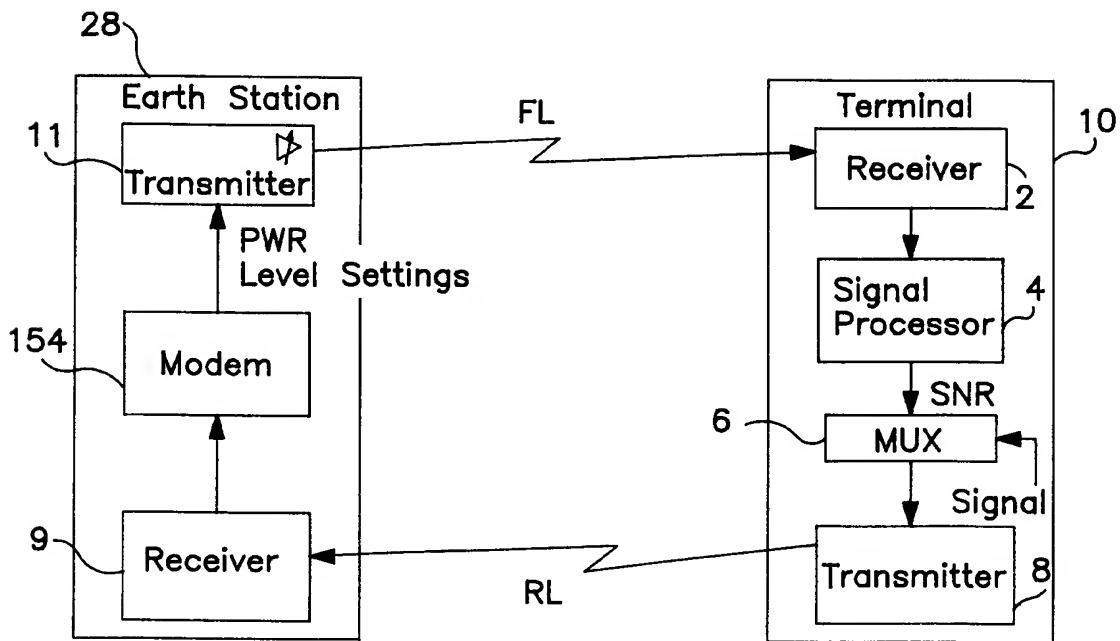 28
Earth Station
11
Transmitter
PWR
Level Settings
154
Modem
9
Receiver
FL
RL
Terminal
10
Receiver
2
Signal
Processor
4
SNR
6
MUX
Signal
Transmitter
8